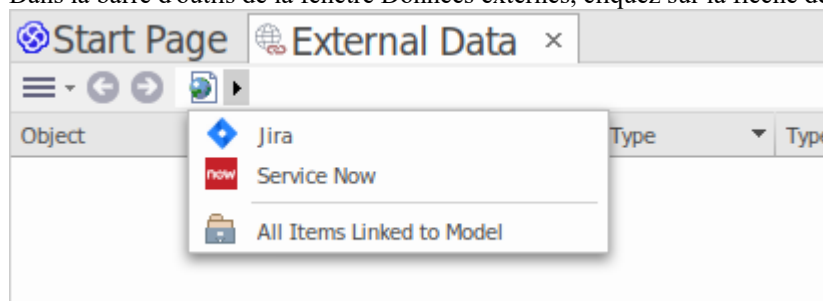 Dans la barre d'outils de la fenêtre Données externes, cliquez sur la flèche de
Start Page External Data ×
Object Type Type
Jira
now Service Now
All Items Linked to Model